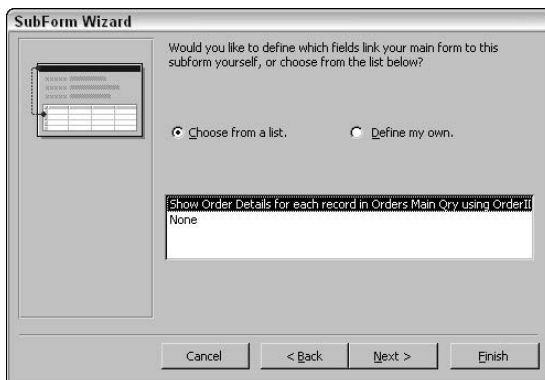 SubForm Wizard
Would you like to define which fields link your main form to this
subform yourself, or choose from the list below?
Choose from a list.
Define my own.
Show Order Details for each record in Orders Main Qry using OrderID
None
Cancel
< Back
Next >
Finish